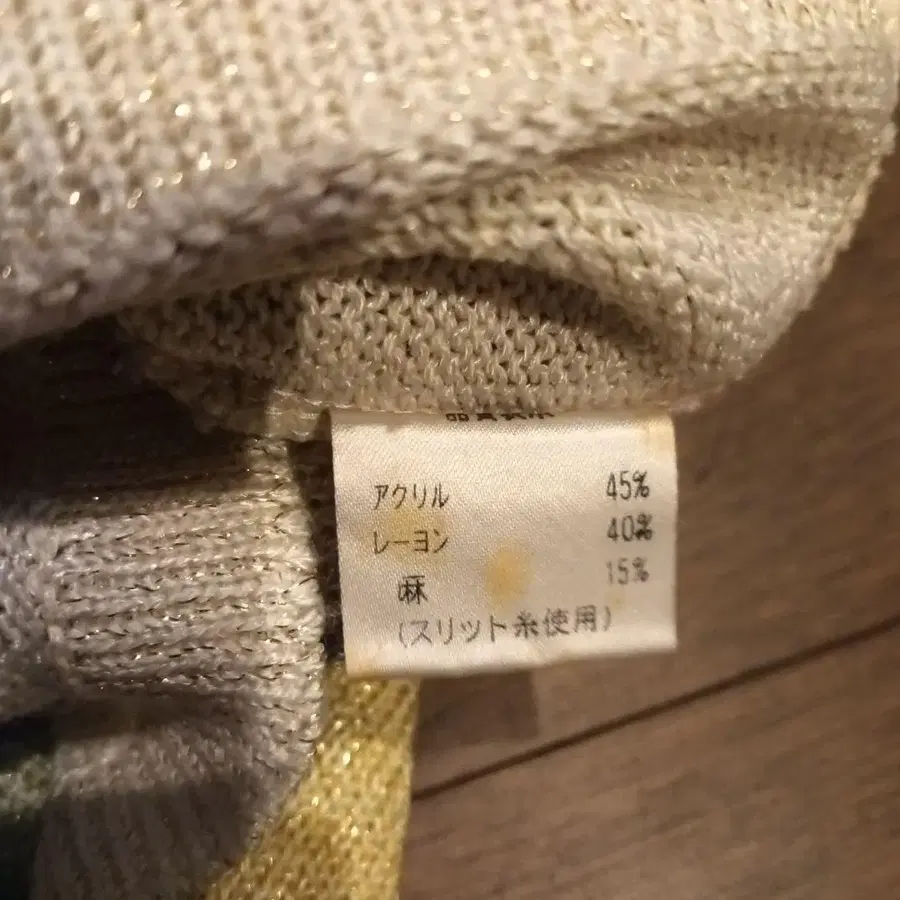 アクリル 45%
レーヨン 40%
麻 15%
(スリット糸使用)